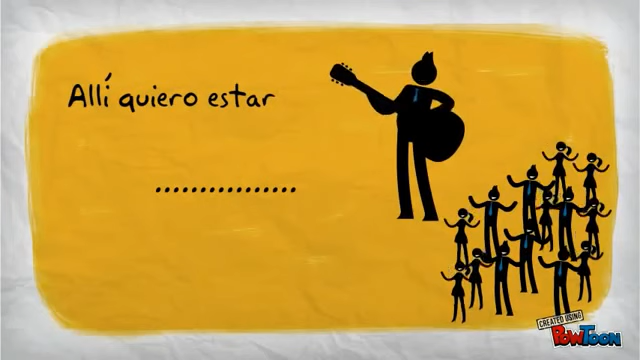 Allí quiero estar
................
CREATED USING
POWTOON